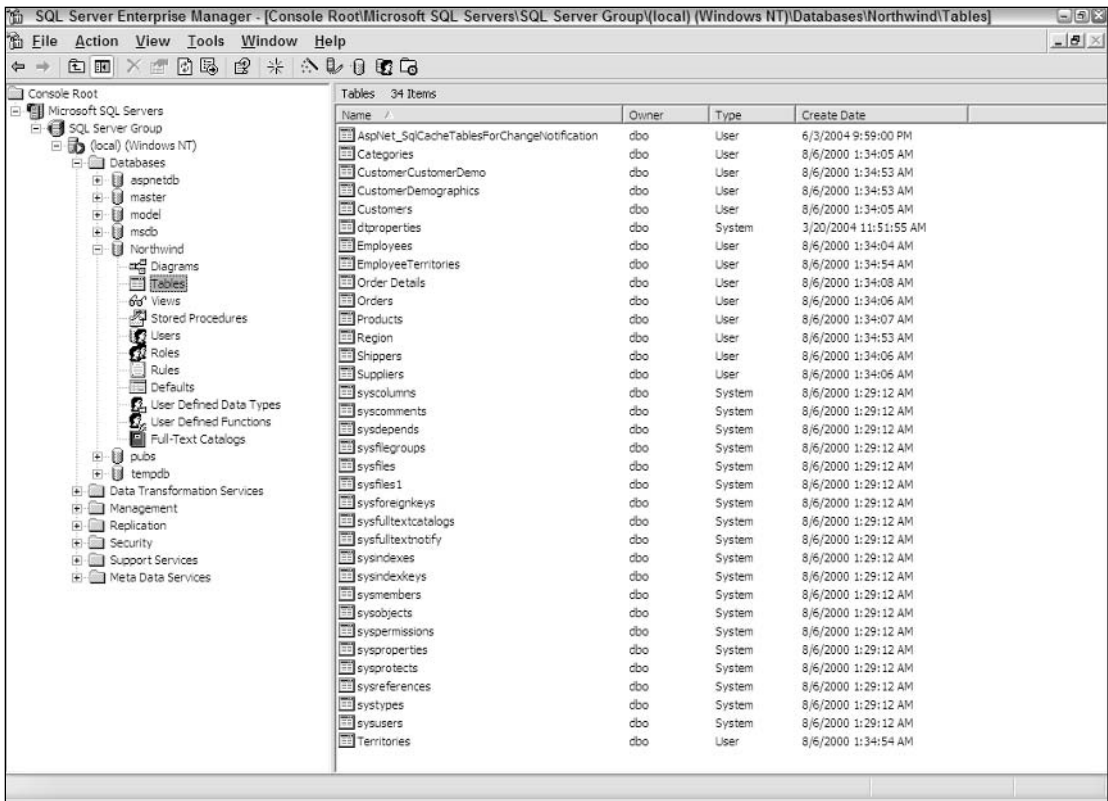 SQL Server Enterprise Manager - [Console Root\Microsoft SQL Servers\SQL Server Group\(local) (Windows NT)\Databases\Northwind\Tables]
File Action View Tools Window Help
Console Root
Microsoft SQL Servers
SQL Server Group
(local) (Windows NT)
Databases
aspnetdb
master
model
msdb
Northwind
Diagrams
Tables
Views
Stored Procedures
Users
Roles
Rules
Defaults
User Defined Data Types
User Defined Functions
Full-Text Catalogs
pubs
tempdb
Data Transformation Services
Management
Replication
Security
Support Services
Meta Data Services
Tables 34 Items
Name Owner Type Create Date
AspNet_SqlCacheTablesForChangeNotification dbo User 6/3/2004 9:59:00 PM
Categories dbo User 8/6/2000 1:34:05 AM
CustomerCustomerDemo dbo User 8/6/2000 1:34:53 AM
CustomerDemographics dbo User 8/6/2000 1:34:53 AM
Customers dbo User 8/6/2000 1:34:05 AM
dtproperties dbo System 3/20/2004 11:51:55 AM
Employees dbo User 8/6/2000 1:34:04 AM
EmployeeTerritories dbo User 8/6/2000 1:34:54 AM
Order Details dbo User 8/6/2000 1:34:08 AM
Orders dbo User 8/6/2000 1:34:06 AM
Products dbo User 8/6/2000 1:34:07 AM
Region dbo User 8/6/2000 1:34:53 AM
Shippers dbo User 8/6/2000 1:34:06 AM
Suppliers dbo User 8/6/2000 1:34:06 AM
syscolumns dbo System 8/6/2000 1:29:12 AM
syscomments dbo System 8/6/2000 1:29:12 AM
sysdepends dbo System 8/6/2000 1:29:12 AM
sysfilegroups dbo System 8/6/2000 1:29:12 AM
sysfiles dbo System 8/6/2000 1:29:12 AM
sysfiles1 dbo System 8/6/2000 1:29:12 AM
sysforeignkeys dbo System 8/6/2000 1:29:12 AM
sysfulltextcatalogs dbo System 8/6/2000 1:29:12 AM
sysfulltextnotify dbo System 8/6/2000 1:29:12 AM
sysindexes dbo System 8/6/2000 1:29:12 AM
sysindexkeys dbo System 8/6/2000 1:29:12 AM
sysmembers dbo System 8/6/2000 1:29:12 AM
sysobjects dbo System 8/6/2000 1:29:12 AM
syspermissions dbo System 8/6/2000 1:29:12 AM
sysproperties dbo System 8/6/2000 1:29:12 AM
sysprotects dbo System 8/6/2000 1:29:12 AM
sysreferences dbo System 8/6/2000 1:29:12 AM
systypes dbo System 8/6/2000 1:29:12 AM
sysusers dbo System 8/6/2000 1:29:12 AM
Territories dbo User 8/6/2000 1:34:54 AM